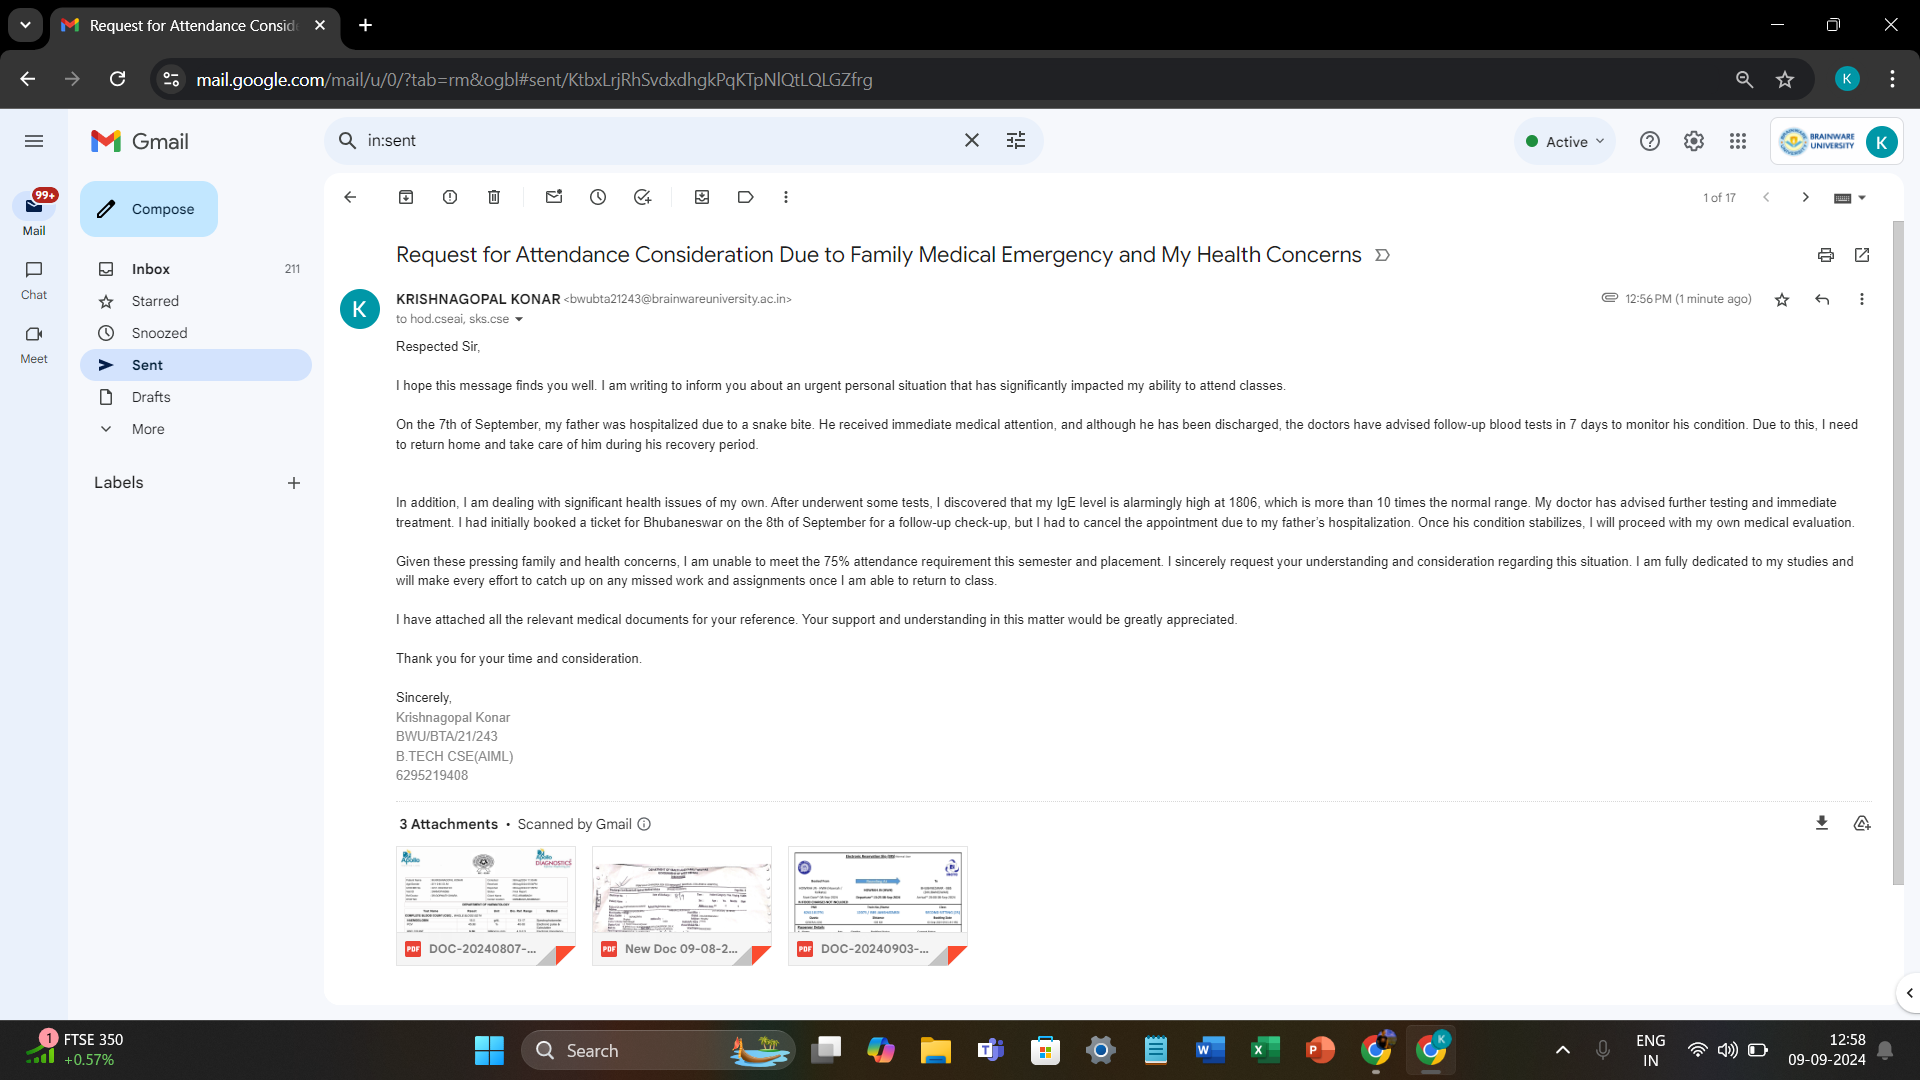 Request for Attendance Consid
mail.google.com/mail/u/0/?tab=rm&ogbl#sent/KtbxLrjRhSvdxdhgkPqKTpNlQtLQLGZfrg
K
Gmail
in:sent
Active
BRAINWARE UNIVERSITY
K
99+
Mail
Chat
Meet
Compose
Inbox 211
Starred
Snoozed
Sent
Drafts
More
Labels
1 of 17
Request for Attendance Consideration Due to Family Medical Emergency and My Health Concerns
K
KRISHNAGOPAL KONAR <bwubta21243@brainwareuniversity.ac.in>
12:56 PM (1 minute ago)
to hod.cseai, sks.cse
Respected Sir,
I hope this message finds you well. I am writing to inform you about an urgent personal situation that has significantly impacted my ability to attend classes.
On the 7th of September, my father was hospitalized due to a snake bite. He received immediate medical attention, and although he has been discharged, the doctors have advised follow-up blood tests in 7 days to monitor his condition. Due to this, I need
to return home and take care of him during his recovery period.
In addition, I am dealing with significant health issues of my own. After underwent some tests, I discovered that my IgE level is alarmingly high at 1806, which is more than 10 times the normal range. My doctor has advised further testing and immediate
treatment. I had initially booked a ticket for Bhubaneswar on the 8th of September for a follow-up check-up, but I had to cancel the appointment due to my father's hospitalization. Once his condition stabilizes, I will proceed with my own medical evaluation.
Given these pressing family and health concerns, I am unable to meet the 75% attendance requirement this semester and placement. I sincerely request your understanding and consideration regarding this situation. I am fully dedicated to my studies and
will make every effort to catch up on any missed work and assignments once I am able to return to class.
I have attached all the relevant medical documents for your reference. Your support and understanding in this matter would be greatly appreciated.
Thank you for your time and consideration.
Sincerely,
Krishnagopal Konar
BWU/BTA/21/243
B.TECH CSE(AIML)
6295219408
3 Attachments • Scanned by Gmail
Apollo
Apollo DIAGNOSTICS
PDF DOC-20240807-...
PDF New Doc 09-08-2...
PDF DOC-20240903-...
1
FTSE 350
+0.57%
Search
K
ENG
IN
12:58
09-09-2024